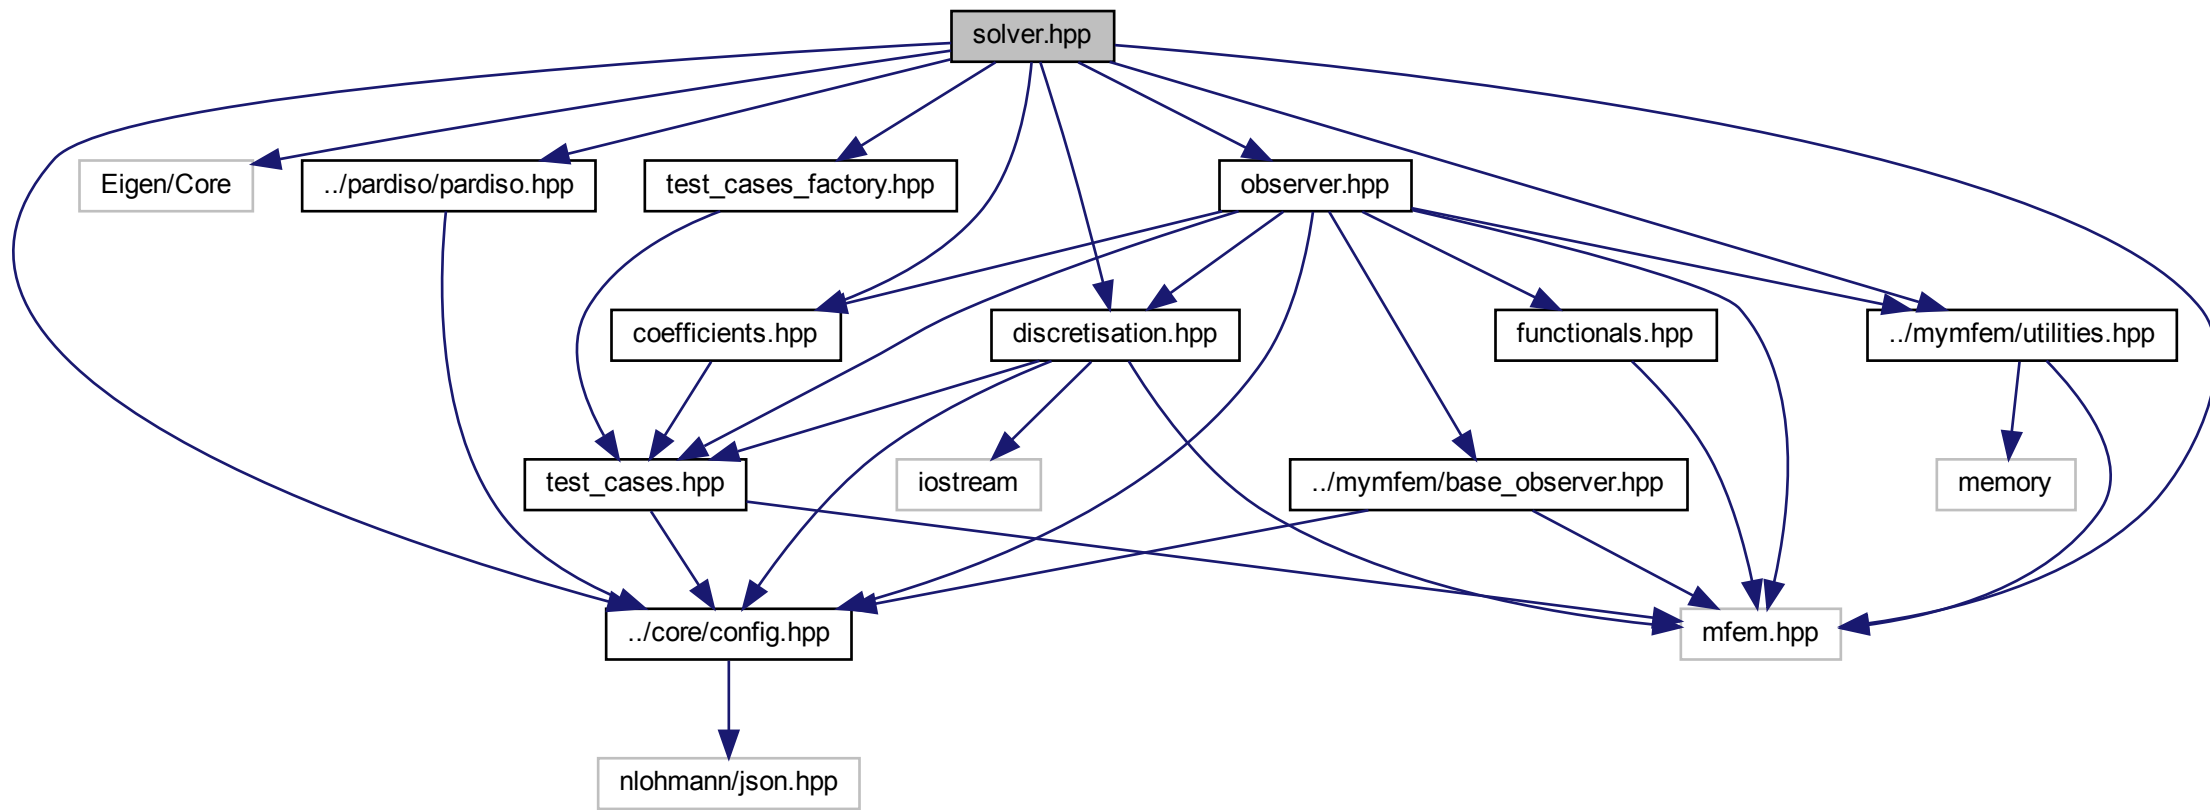 solver.hpp
Eigen/Core
../pardiso/pardiso.hpp
test_cases_factory.hpp
observer.hpp
coefficients.hpp
discretisation.hpp
functionals.hpp
../mymfem/utilities.hpp
test_cases.hpp
iostream
../mymfem/base_observer.hpp
memory
../core/config.hpp
mfem.hpp
nlohmann/json.hpp